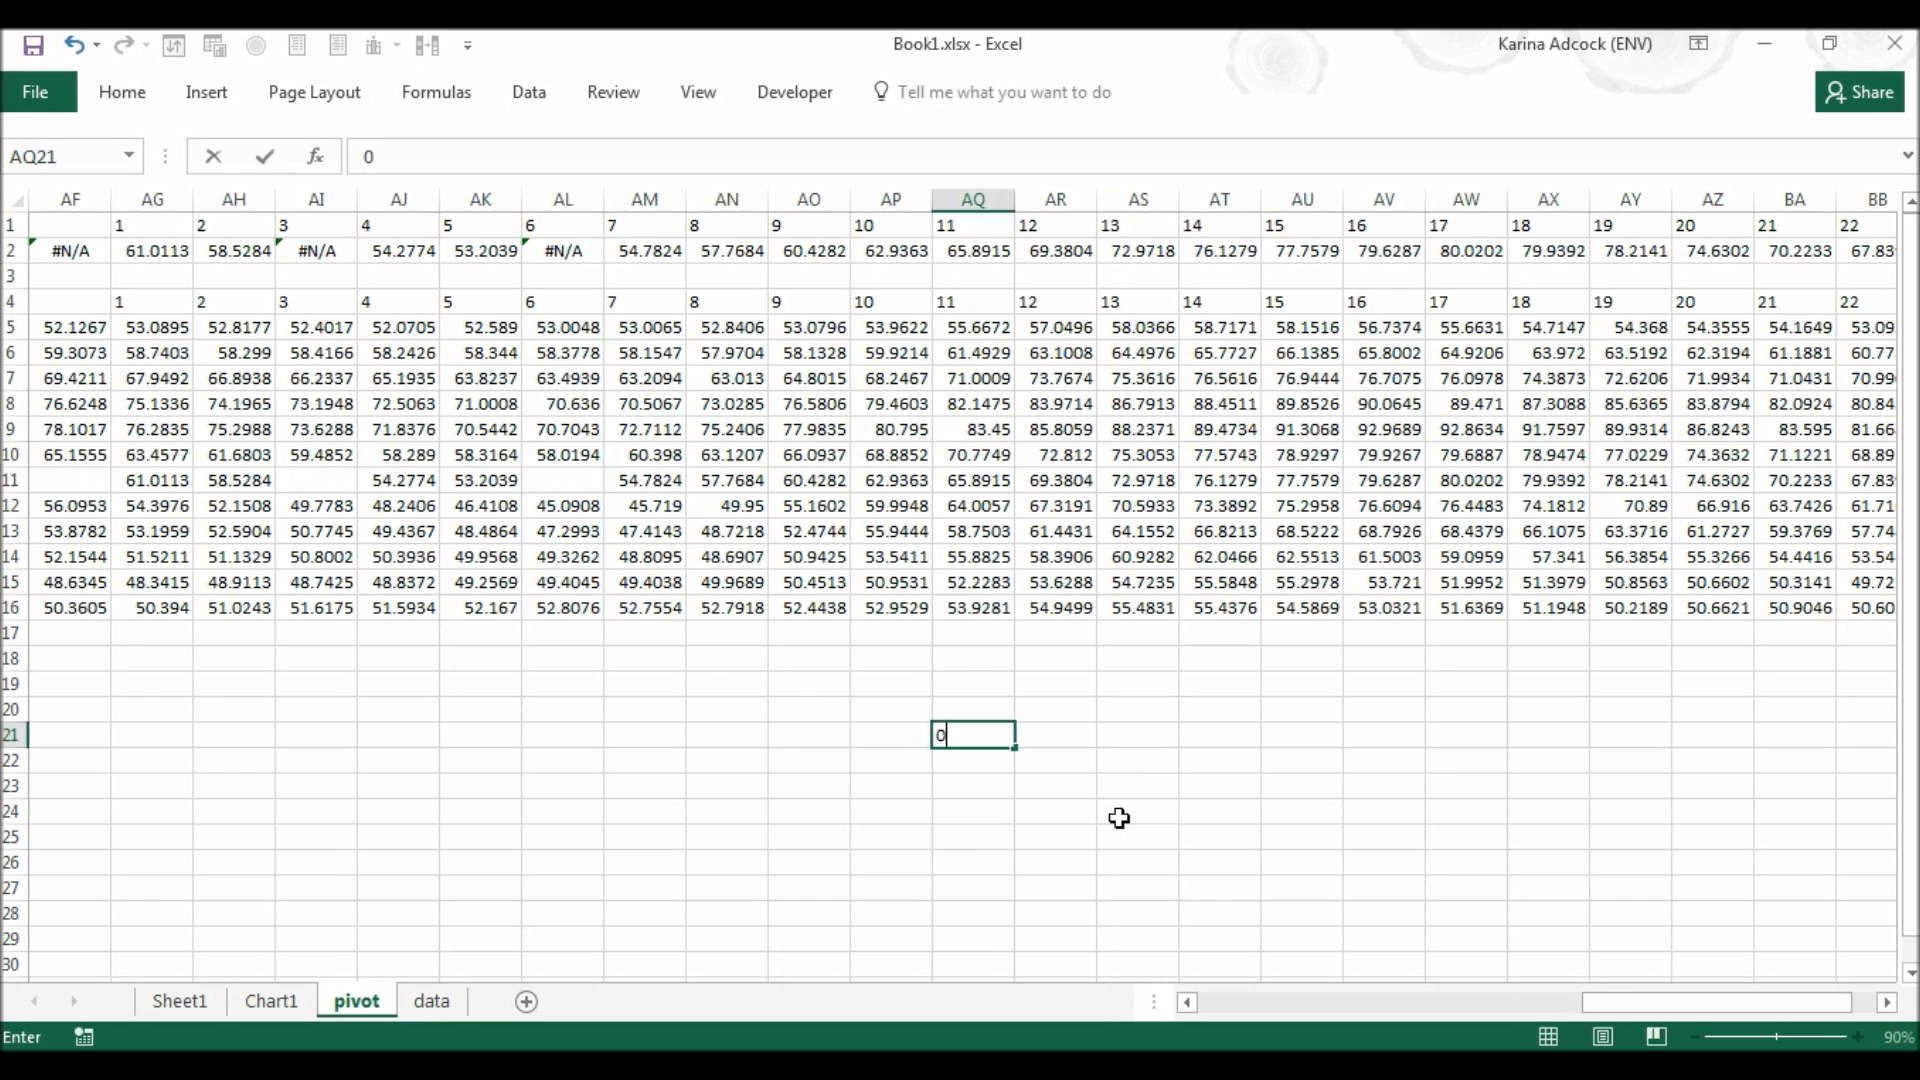 Book1.xlsx - Excel
Karina Adcock (ENV)
File Home Insert Page Layout Formulas Data Review View Developer Tell me what you want to do Share
AQ21 fx 0
AF AG AH AI AJ AK AL AM AN AO AP AQ AR AS AT AU AV AW AX AY AZ BA BB
1 1 2 3 4 5 6 7 8 9 10 11 12 13 14 15 16 17 18 19 20 21 22
2 #N/A 61.0113 58.5284 #N/A 54.2774 53.2039 #N/A 54.7824 57.7684 60.4282 62.9363 65.8915 69.3804 72.9718 76.1279 77.7579 79.6287 80.0202 79.9392 78.2141 74.6302 70.2233 67.83
3
4 1 2 3 4 5 6 7 8 9 10 11 12 13 14 15 16 17 18 19 20 21 22
5 52.1267 53.0895 52.8177 52.4017 52.0705 52.589 53.0048 53.0065 52.8406 53.0796 53.9622 55.6672 57.0496 58.0366 58.7171 58.1516 56.7374 55.6631 54.7147 54.368 54.3555 54.1649 53.09
6 59.3073 58.7403 58.299 58.4166 58.2426 58.344 58.3778 58.1547 57.9704 58.1328 59.9214 61.4929 63.1008 64.4976 65.7727 66.1385 65.8002 64.9206 63.972 63.5192 62.3194 61.1881 60.77
7 69.4211 67.9492 66.8938 66.2337 65.1935 63.8237 63.4939 63.2094 63.013 64.8015 68.2467 71.0009 73.7674 75.3616 76.5616 76.9444 76.7075 76.0978 74.3873 72.6206 71.9934 71.0431 70.99
8 76.6248 75.1336 74.1965 73.1948 72.5063 71.0008 70.636 70.5067 73.0285 76.5806 79.4603 82.1475 83.9714 86.7913 88.4511 89.8526 90.0645 89.471 87.3088 85.6365 83.8794 82.0924 80.84
9 78.1017 76.2835 75.2988 73.6288 71.8376 70.5442 70.7043 72.7112 75.2406 77.9835 80.795 83.45 85.8059 88.2371 89.4734 91.3068 92.9689 92.8634 91.7597 89.9314 86.8243 83.595 81.66
10 65.1555 63.4577 61.6803 59.4852 58.289 58.3164 58.0194 60.398 63.1207 66.0937 68.8852 70.7749 72.812 75.3053 77.5743 78.9297 79.9267 79.6887 78.9474 77.0229 74.3632 71.1221 68.89
11 61.0113 58.5284 54.2774 53.2039 54.7824 57.7684 60.4282 62.9363 65.8915 69.3804 72.9718 76.1279 77.7579 79.6287 80.0202 79.9392 78.2141 74.6302 70.2233 67.83
12 56.0953 54.3976 52.1508 49.7783 48.2406 46.4108 45.0908 45.719 49.95 55.1602 59.9948 64.0057 67.3191 70.5933 73.3892 75.2958 76.6094 76.4483 74.1812 70.89 66.916 63.7426 61.71
13 53.8782 53.1959 52.5904 50.7745 49.4367 48.4864 47.2993 47.4143 48.7218 52.4744 55.9444 58.7503 61.4431 64.1552 66.8213 68.5222 68.7926 68.4379 66.1075 63.3716 61.2727 59.3769 57.74
14 52.1544 51.5211 51.1329 50.8002 50.3936 49.9568 49.3262 48.8095 48.6907 50.9425 53.5411 55.8825 58.3906 60.9282 62.0466 62.5513 61.5003 59.0959 57.341 56.3854 55.3266 54.4416 53.54
15 48.6345 48.3415 48.9113 48.7425 48.8372 49.2569 49.4045 49.4038 49.9689 50.4513 50.9531 52.2283 53.6288 54.7235 55.5848 55.2978 53.721 51.9952 51.3979 50.8563 50.6602 50.3141 49.72
16 50.3605 50.394 51.0243 51.6175 51.5934 52.167 52.8076 52.7554 52.7918 52.4438 52.9529 53.9281 54.9499 55.4831 55.4376 54.5869 53.0321 51.6369 51.1948 50.2189 50.6621 50.9046 50.60
17
18
19
20
21 0
22
23
24
25
26
27
28
29
30
Sheet1 Chart1 pivot data
Enter 90%